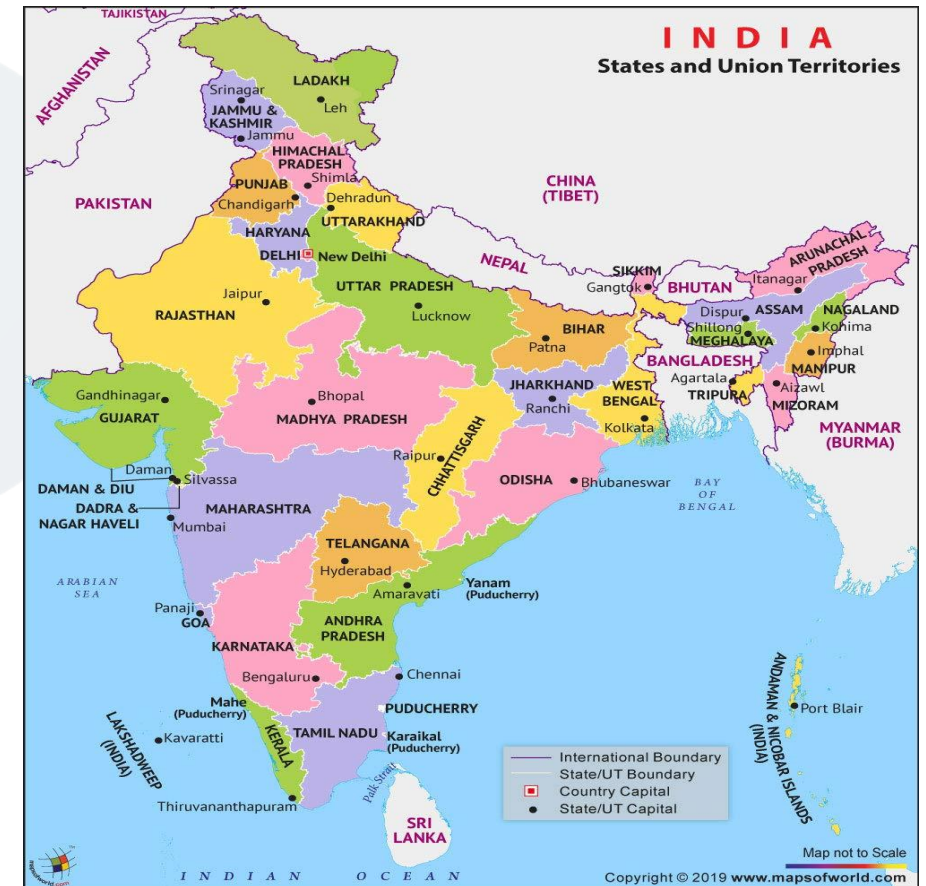 TAJIKISTAN
INDIA
States and Union Territories
AFGHANISTAN
LADAKH
Srinagar
Leh
JAMMU &
KASHMIR
Jammu
HIMACHAL
PRADESH
Shimla
CHINA
(TIBET)
PAKISTAN
PUNJAB
Chandigarh
Dehradun
UTTARAKHAND
HARYANA
DELHI
New Delhi
NEPAL
SIKKIM
Gangtok
BHUTAN
ARUNACHAL
PRADESH
Itanagar
Jaipur
RAJASTHAN
UTTAR PRADESH
Lucknow
BIHAR
Patna
Dispur
ASSAM
NAGALAND
Shillong
Kohima
MEGHALAYA
Imphal
MANIPUR
BANGLADESH
Agartala
TRIPURA
Aizawl
MIZORAM
MYANMAR
(BURMA)
Gandhinagar
GUJARAT
Bhopal
MADHYA PRADESH
JHARKHAND
Ranchi
WEST
BENGAL
Kolkata
Raipur
CHHATTISGARH
ODISHA
Bhubaneswar
BAY
OF
BENGAL
Daman
Silvassa
DAMAN & DIU
DADRA &
NAGAR HAVELI
MAHARASHTRA
Mumbai
TELANGANA
Hyderabad
ARABIAN
SEA
Amaravati
Yanam
(Puducherry)
Panaji
GOA
ANDHRA
PRADESH
KARNATAKA
Bengaluru
Chennai
Mahe
(Puducherry)
PUDUCHERRY
KERALA
TAMIL NADU
Karaikal
(Puducherry)
LAKSHADWEEP
(INDIA)
Kavaratti
Thiruvananthapuram
Palk Strait
SRI
LANKA
ANDAMAN & NICOBAR ISLANDS
(INDIA)
Port Blair
International Boundary
State/UT Boundary
Country Capital
State/UT Capital
INDIAN OCEAN
Map not to Scale
mapsofworld.com
Copyright © 2019 www.mapsofworld.com